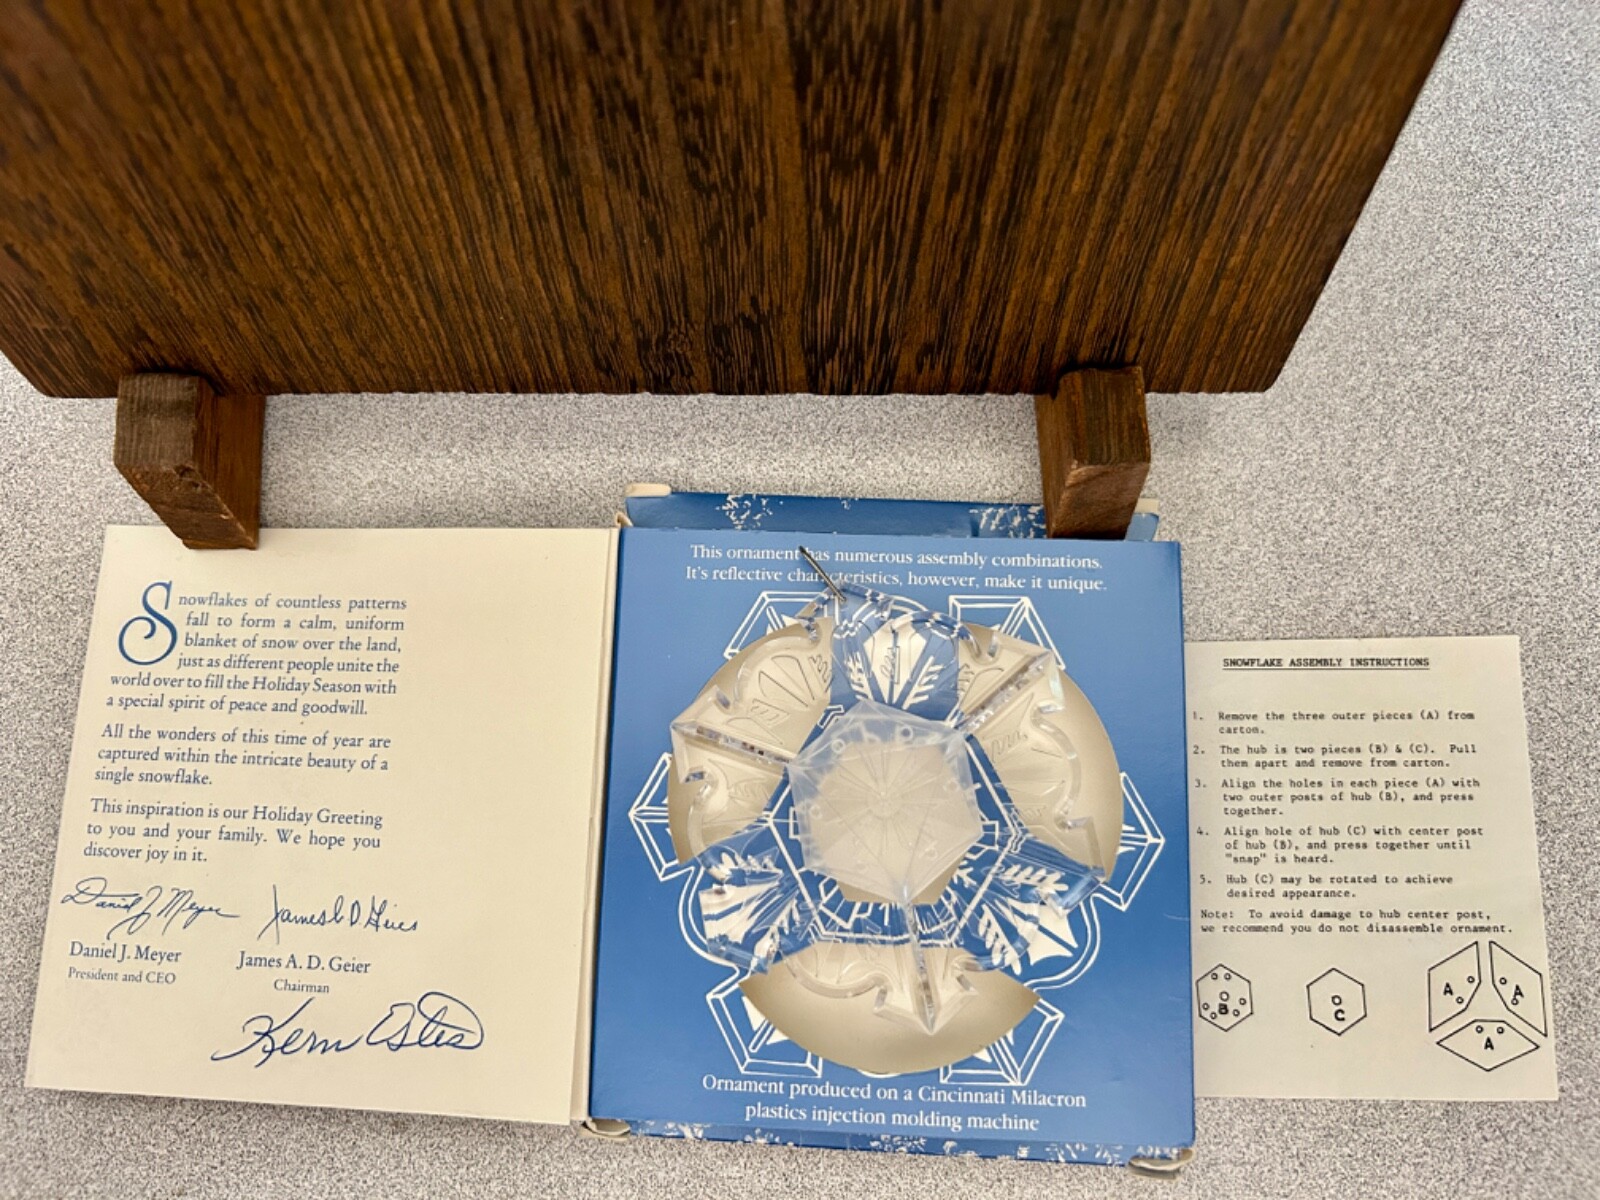 Snowflakes of countless patterns
fall to form a calm, uniform
blanket of snow over the land,
just as different people unite the
world over to fill the Holiday Season with
a special spirit of peace and goodwill.
All the wonders of this time of year are
captured within the intricate beauty of a
single snowflake.
This inspiration is our Holiday Greeting
to you and your family. We hope you
discover joy in it.
Daniel J Meyer
James A D. Geier
Daniel J. Meyer
President and CEO
James A. D. Geier
Chairman
Kern Estes
This ornament has numerous assembly combinations.
It's reflective characteristics, however, make it unique.
Ornament produced on a Cincinnati Milacron
plastics injection molding machine
SNOWFLAKE ASSEMBLY INSTRUCTIONS
1. Remove the three outer pieces (A) from
carton.
2. The hub is two pieces (B) & (C). Pull
them apart and remove from carton.
3. Align the holes in each piece (A) with
two outer posts of hub (B), and press
together.
4. Align hole of hub (C) with center post
of hub (B), and press together until
"snap" is heard.
5. Hub (C) may be rotated to achieve
desired appearance.
Note: To avoid damage to hub center post,
we recommend you do not disassemble ornament.
B
C
A
A
A